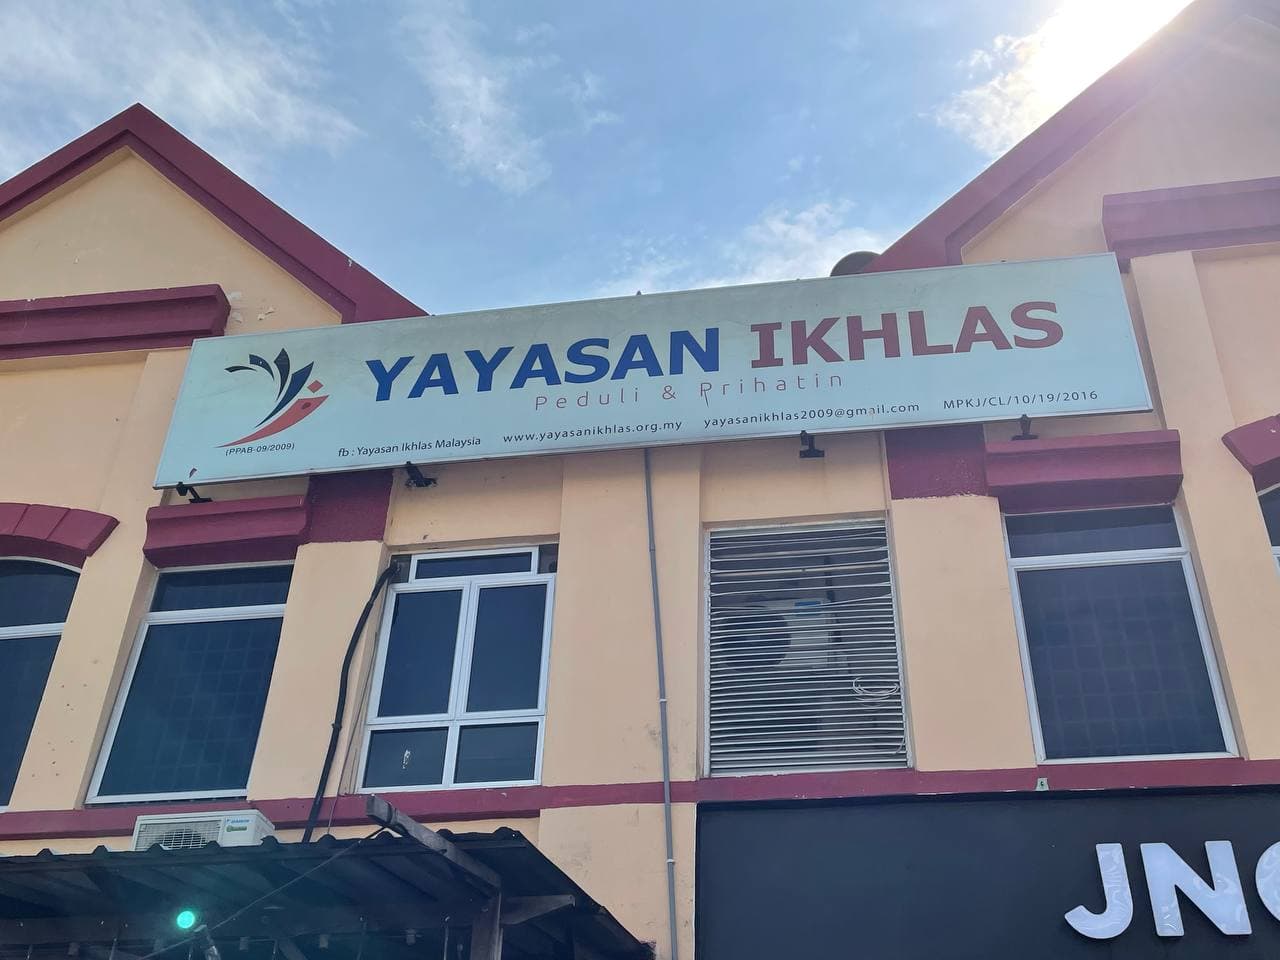 YAYASAN IKHLAS
Peduli & Prihatin
(PPAB-09/2009)
fb : Yayasan Ikhlas Malaysia www.yayasanikhlas.org.my yayasanikhlas2009@gmail.com MPKJ/CL/10/19/2016
JN